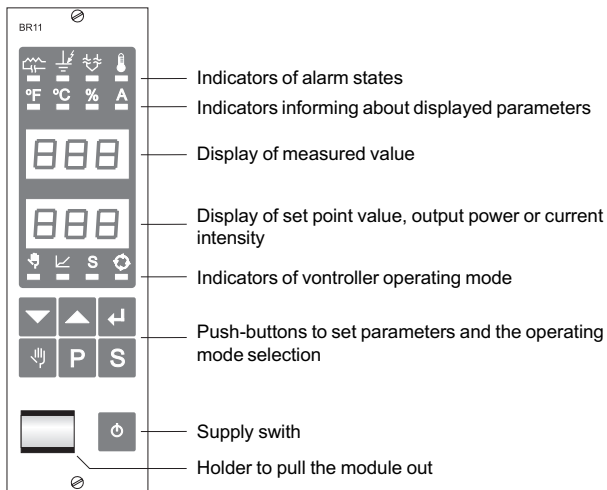 BR11
°F °C % A
Indicators of alarm states
Indicators informing about displayed parameters
888
Display of measured value
888
Display of set point value, output power or current
intensity
S
Indicators of vontroller operating mode
Push-buttons to set parameters and the operating
mode selection
P S
Supply swith
Holder to pull the module out